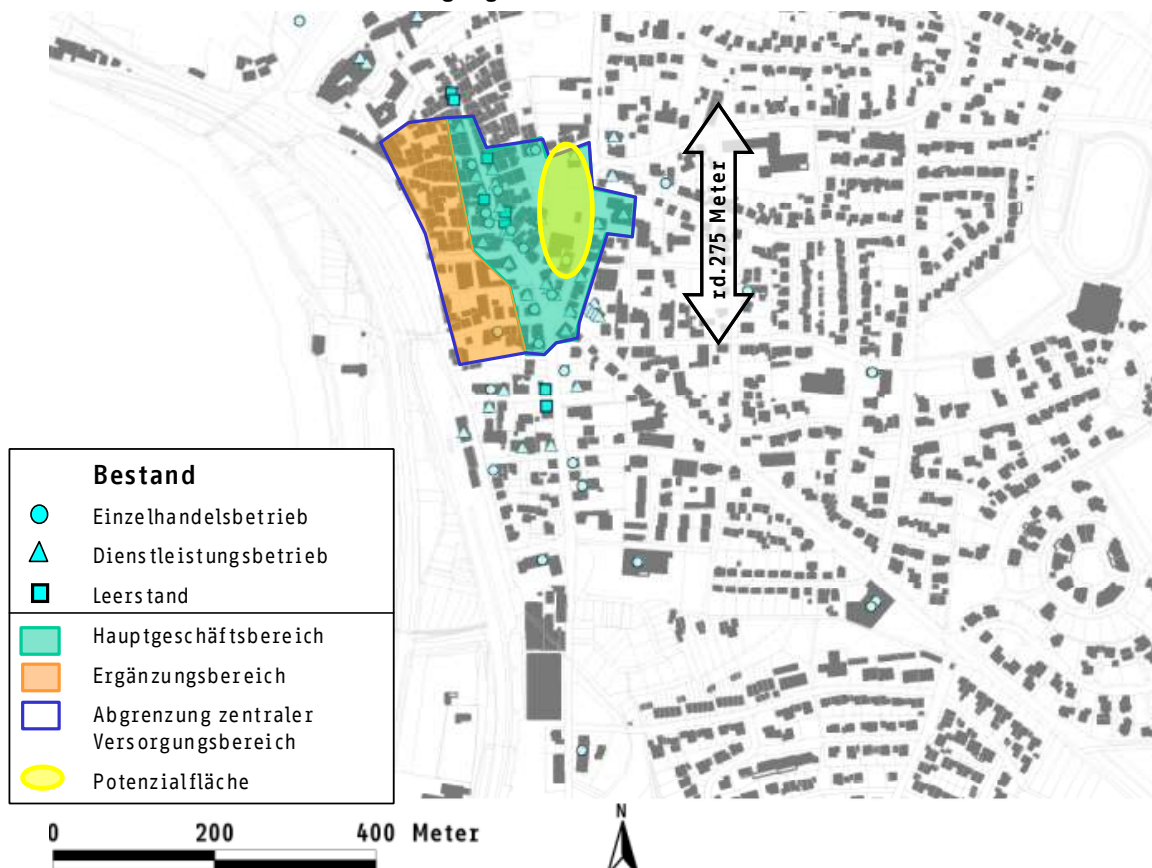 rd.275 Meter
Bestand
Einzelhandelsbetrieb
Dienstleistungsbetrieb
Leerstand
Hauptgeschäftsbereich
Ergänzungsbereich
Abgrenzung zentraler
Versorgungsbereich
Potenzialfläche
0 200 400 Meter
N